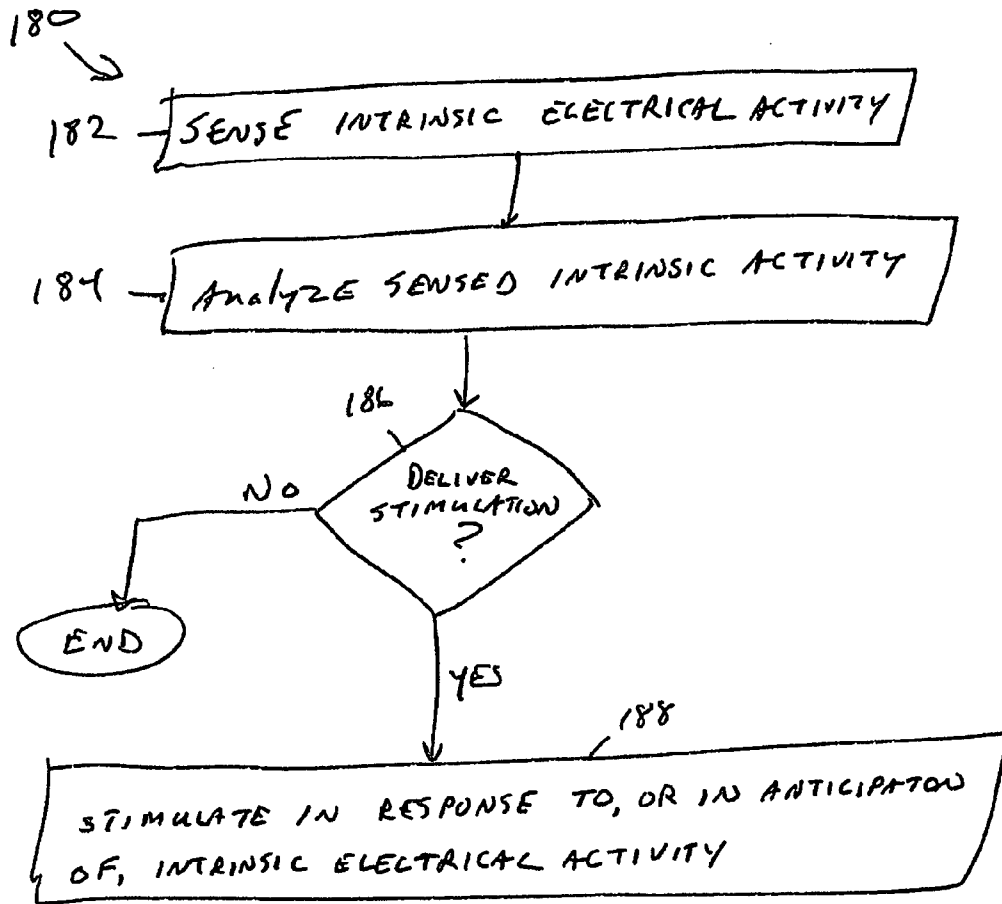 180
182
SENSE INTRINSIC ELECTRICAL ACTIVITY
184
AnalyZE SENSED INTRINSIC ACTIVITY
186
DELIVER
STIMULATION
?
NO
END
YES
188
STIMULATE IN RESPONSE TO, OR IN ANTICIPATON
OF, INTRINSIC ELECTRICAL ACTIVITY